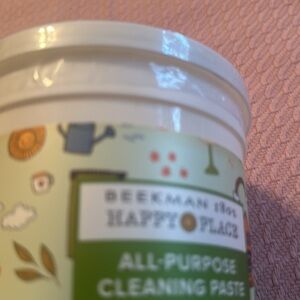 BEEKMAN 1802
HAPPY PLACE
ALL-PURPOSE
CLEANING PASTE